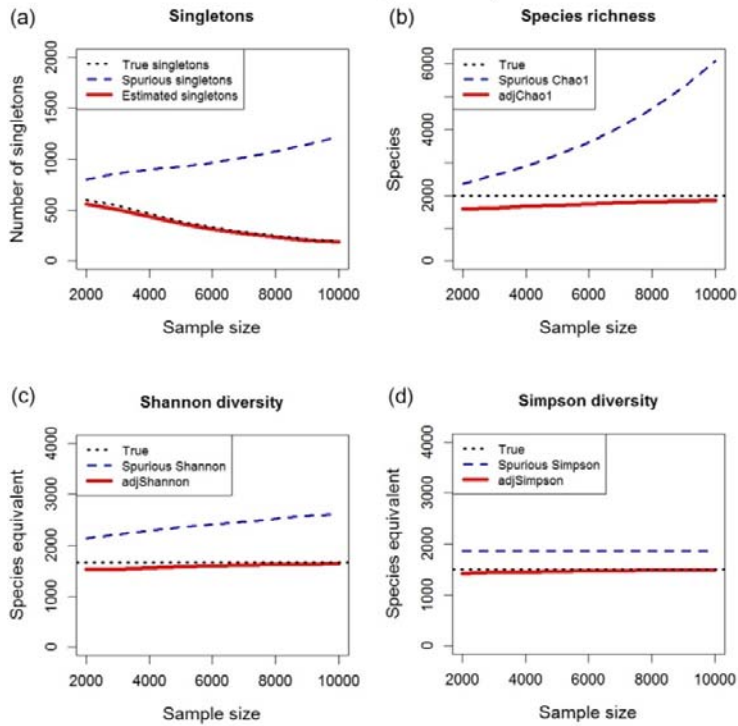 (a)
Singletons
Number of singletons
0 500 1000 1500 2000
True singletons
Spurious singletons
Estimated singletons
2000 4000 6000 8000 10000
Sample size
(b)
Species richness
Species
0 2000 4000 6000
True
Spurious Chao1
adjChao1
2000 4000 6000 8000 10000
Sample size
(c)
Shannon diversity
Species equivalent
0 1000 2000 3000 4000
True
Spurious Shannon
adjShannon
2000 4000 6000 8000 10000
Sample size
(d)
Simpson diversity
Species equivalent
0 1000 2000 3000 4000
True
Spurious Simpson
adjSimpson
2000 4000 6000 8000 10000
Sample size